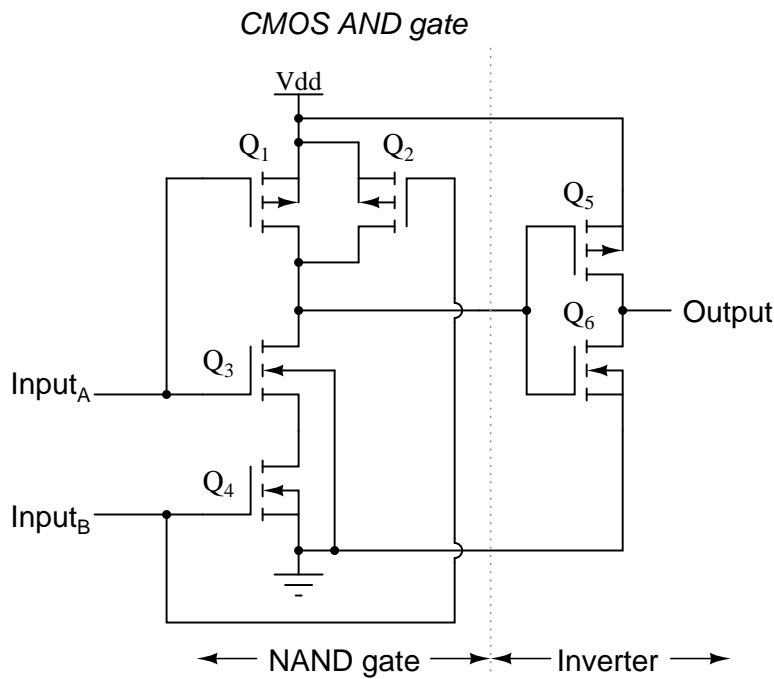 CMOS AND gate
Vdd
Q1
Q2
Q5
Q3
Q6
Output
InputA
Q4
InputB
NAND gate
Inverter